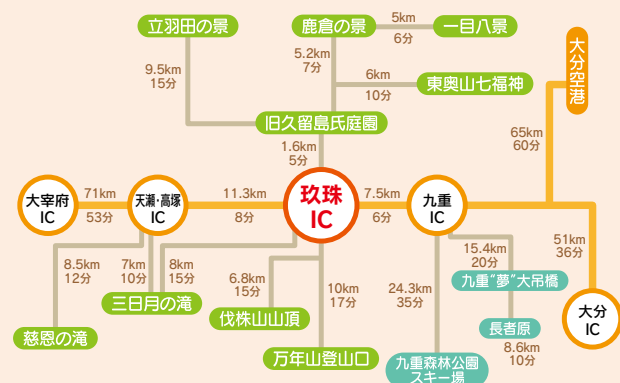 立羽田の景
鹿倉の景
5km
6分
一目八景
9.5km
15分
5.2km
7分
6km
10分
東奥山七福神
大分空港
旧久留島氏庭園
1.6km
5分
65km
60分
大宰府
IC
71km
53分
天瀬・高塚
IC
11.3km
8分
玖珠
IC
7.5km
6分
九重
IC
8.5km
12分
7km
10分
8km
15分
6.8km
15分
10km
17分
24.3km
35分
15.4km
20分
51km
36分
慈恩の滝
三日月の滝
伐株山山頂
万年山登山口
九重"夢"大吊橋
長者原
8.6km
10分
九重森林公園
スキー場
大分
IC